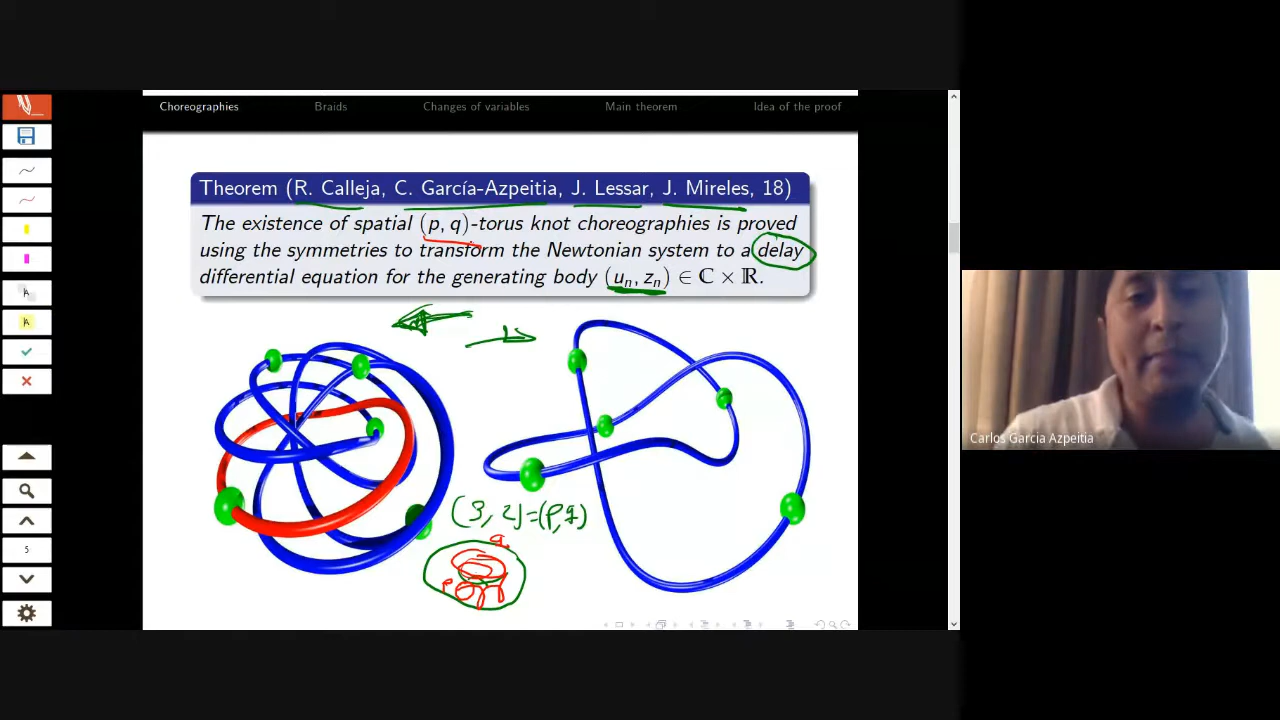 Choreographies Braids Changes of variables Main theorem Idea of the proof
Theorem (R. Calleja, C. García-Azpeitia, J. Lessar, J. Mireles, 18)
The existence of spatial (p, q)-torus knot choreographies is proved
using the symmetries to transform the Newtonian system to a delay
differential equation for the generating body (uₙ, zₙ) ∈ ℂ × ℝ.
Carlos Garcia Azpeitia
(3, 2)=(p,q)
q
p
A
A
5